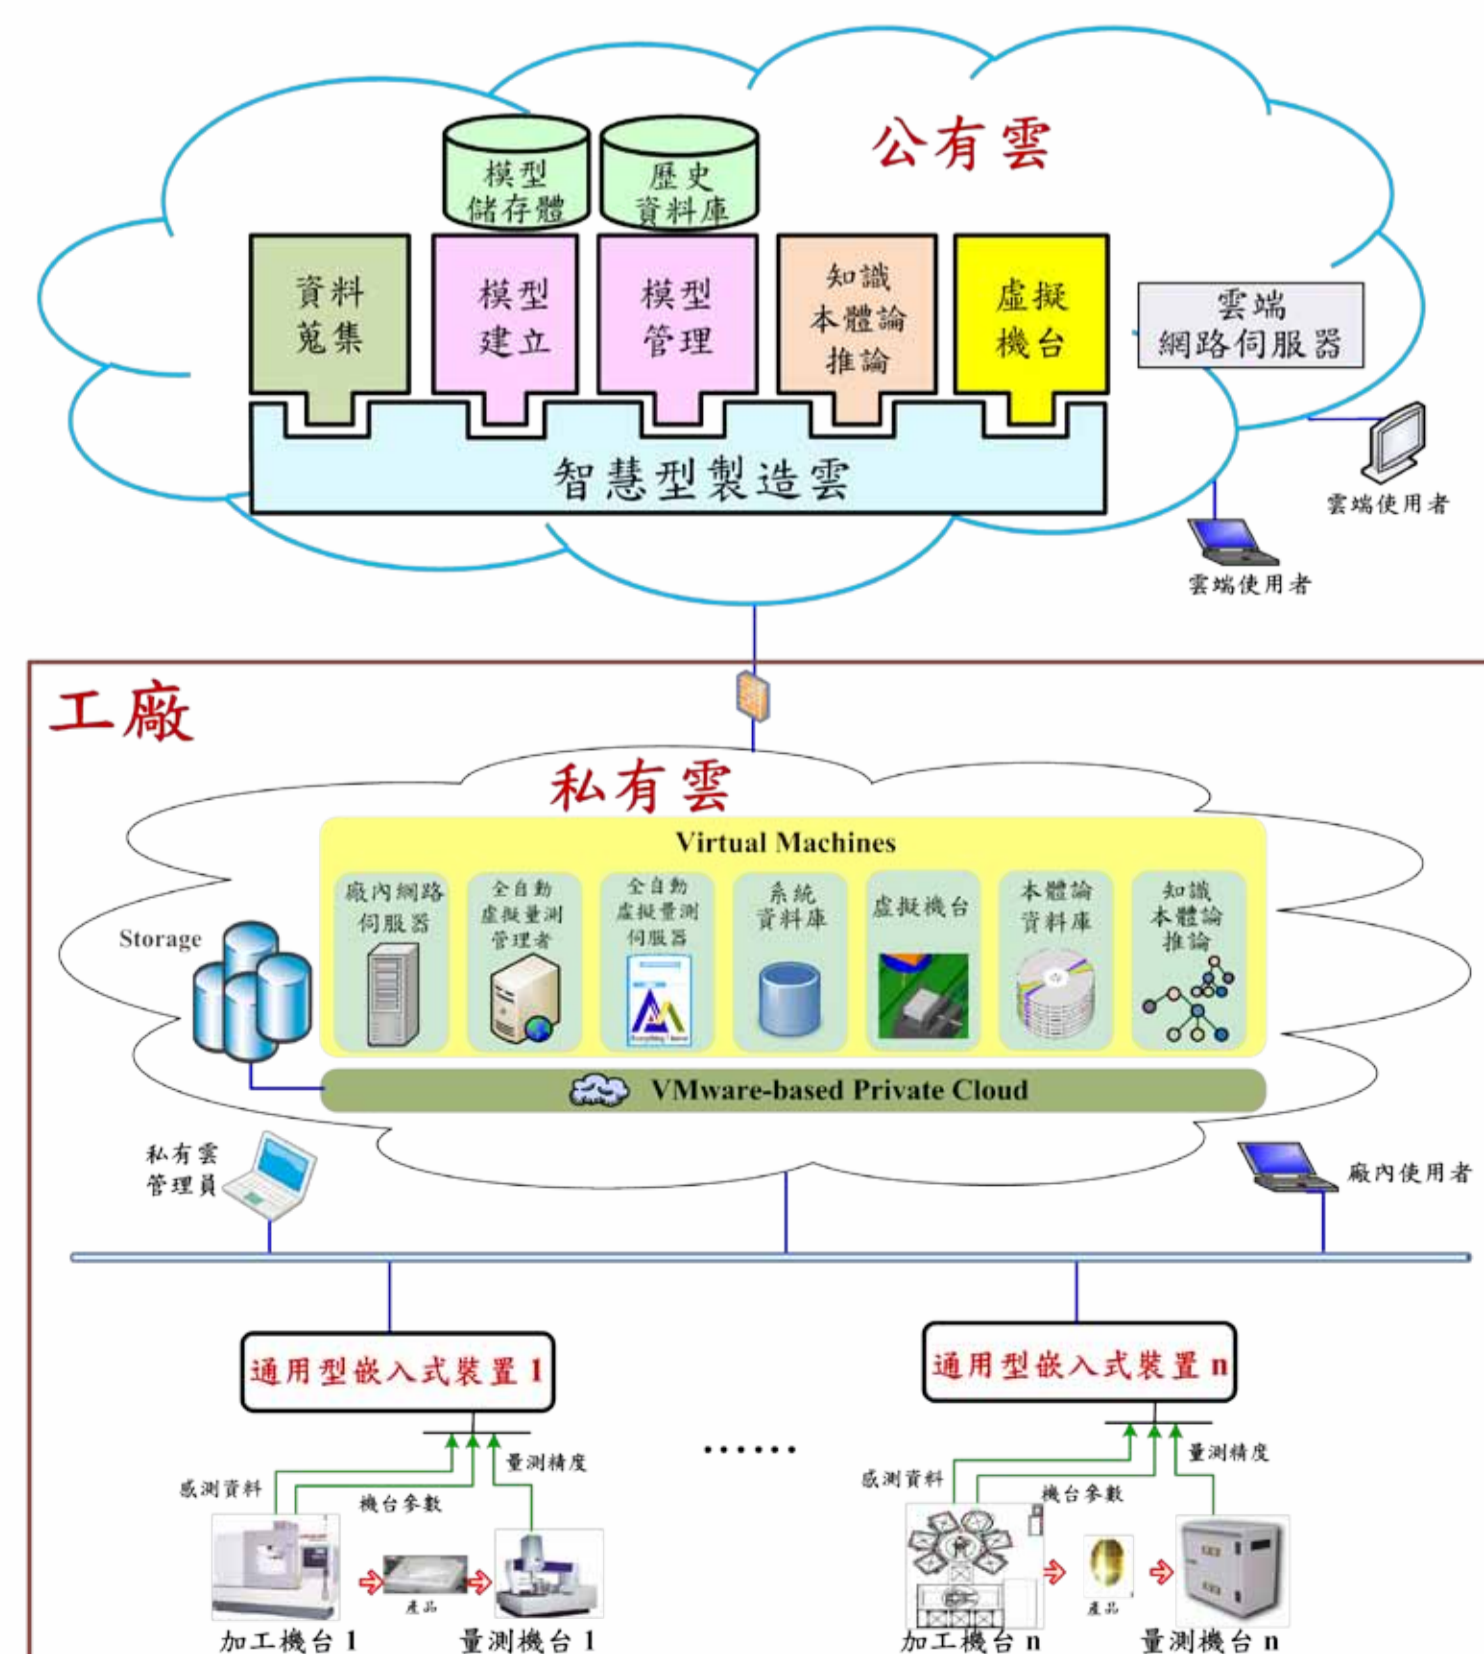 公有雲
模型
儲存體
歷史
資料庫
資料
蒐集
模型
建立
模型
管理
知識
本體論
推論
虛擬
機台
雲端
網路伺服器
智慧型製造雲
雲端使用者
雲端使用者
工廠
私有雲
Virtual Machines
廠內網路
伺服器
全自動
虛擬量測
管理者
全自動
虛擬量測
伺服器
系統
資料庫
虛擬機台
本體論
資料庫
知識
本體論
推論
Storage
VMware-based Private Cloud
私有雲
管理員
廠內使用者
通用型嵌入式裝置 1
通用型嵌入式裝置 n
感測資料
機台參數
量測精度
......
感測資料
機台參數
量測精度
產品
產品
加工機台 1
量測機台 1
加工機台 n
量測機台 n